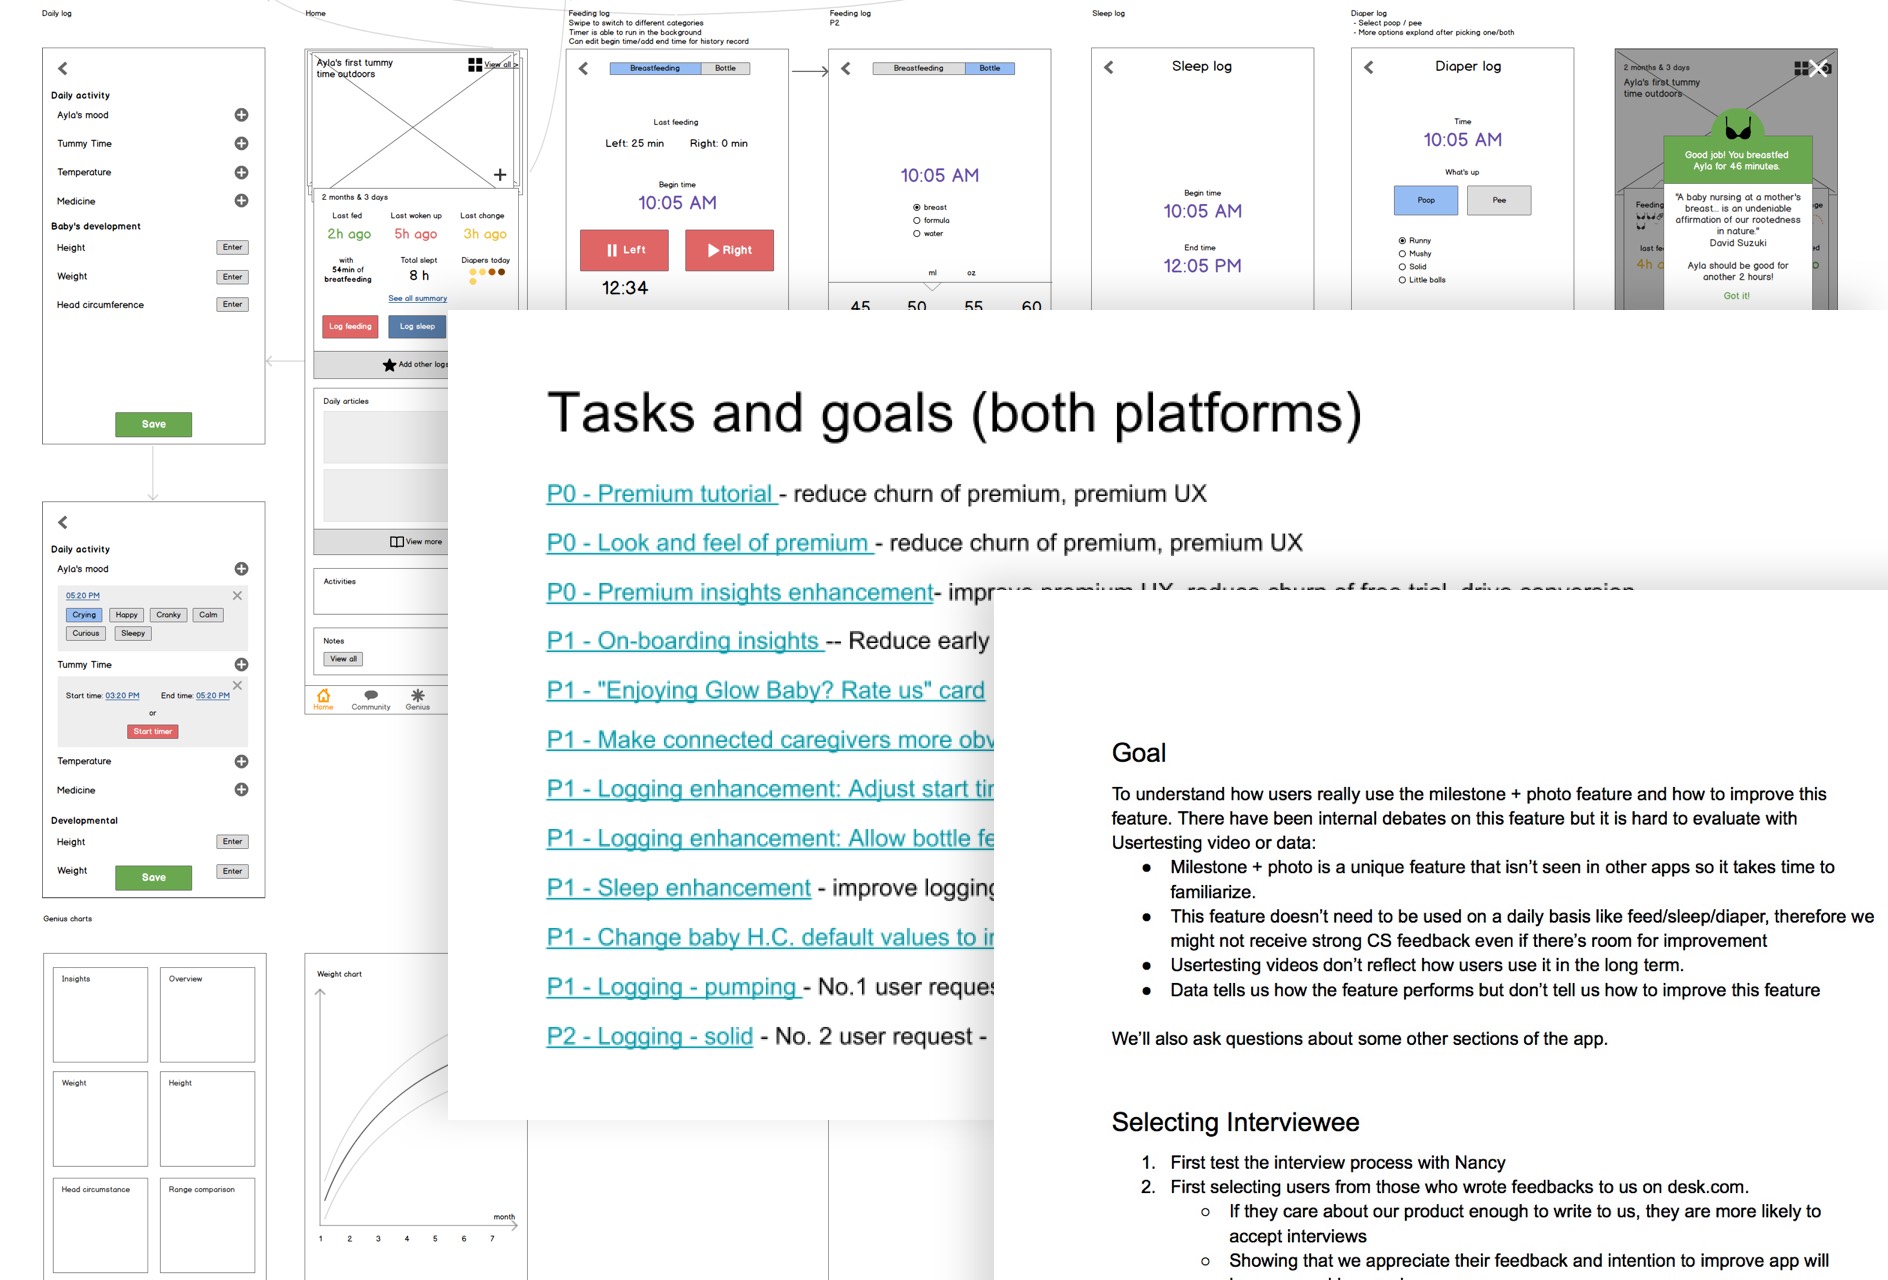 Daily log
Daily activity
Ayla's mood
Tummy Time
Temperature
Medicine
Baby's development
Height
Enter
Weight
Enter
Head circumference
Enter
Save
Home
Ayla's first tummy
time outdoors
View all >
2 months & 3 days
Last fed
Last woken up
Last change
2h ago
5h ago
3h ago
with
54min of
breatfeeding
Total slept
8 h
Diapers today
See all summary
Log feeding
Log sleep
Add other logs
Daily articles
View more
Activities
Notes
View all
Home
Community
Genius
Feeding log
Swipe to switch to different categories
Timer is able to run in the background
Can edit begin time/add end time for history record
Breastfeeding
Bottle
Last feeding
Left: 25 min
Right: 0 min
Begin time
10:05 AM
Left
Right
12:34
Feeding log
P2
Breastfeeding
Bottle
10:05 AM
breast
formula
water
ml
oz
45
50
55
60
Sleep log
Sleep log
Begin time
10:05 AM
End time
12:05 PM
Diaper log
- Select poop / pee
- More options expland after picking one/both
Diaper log
Time
10:05 AM
What's up
Poop
Pee
Runny
Mushy
Solid
Little balls
2 months & 3 days
Ayla's first tummy
time outdoors
Good job! You breastfed
Ayla for 46 minutes.
"A baby nursing at a mother's
breast... is an undeniable
affirmation of our rootedness
in nature."
David Suzuki
Ayla should be good for
another 2 hours!
Got it!
Feeding
last fe
4h
Daily activity
Ayla's mood
05:20 PM
Crying
Happy
Cranky
Calm
Curious
Sleepy
Tummy Time
Start time: 03:20 PM
End time: 05:20 PM
or
Start timer
Temperature
Medicine
Developmental
Height
Enter
Weight
Enter
Save
Genius charts
Insights
Overview
Weight
Height
Head circumstance
Range comparison
Weight chart
month
1 2 3 4 5 6 7
Tasks and goals (both platforms)
P0 - Premium tutorial - reduce churn of premium, premium UX
P0 - Look and feel of premium - reduce churn of premium, premium UX
P0 - Premium insights enhancement- improve premium UX, reduce churn of free trial, drive conversion
P1 - On-boarding insights -- Reduce early
P1 - "Enjoying Glow Baby? Rate us" card
P1 - Make connected caregivers more obv
P1 - Logging enhancement: Adjust start tim
P1 - Logging enhancement: Allow bottle fe
P1 - Sleep enhancement - improve logging
P1 - Change baby H.C. default values to in
P1 - Logging - pumping - No.1 user reques
P2 - Logging - solid - No. 2 user request -
Goal
To understand how users really use the milestone + photo feature and how to improve this
feature. There have been internal debates on this feature but it is hard to evaluate with
Usertesting video or data:
● Milestone + photo is a unique feature that isn't seen in other apps so it takes time to
familiarize.
● This feature doesn't need to be used on a daily basis like feed/sleep/diaper, therefore we
might not receive strong CS feedback even if there's room for improvement
● Usertesting videos don't reflect how users use it in the long term.
● Data tells us how the feature performs but don't tell us how to improve this feature
We'll also ask questions about some other sections of the app.
Selecting Interviewee
1. First test the interview process with Nancy
2. First selecting users from those who wrote feedbacks to us on desk.com.
○ If they care about our product enough to write to us, they are more likely to
accept interviews
○ Showing that we appreciate their feedback and intention to improve app will